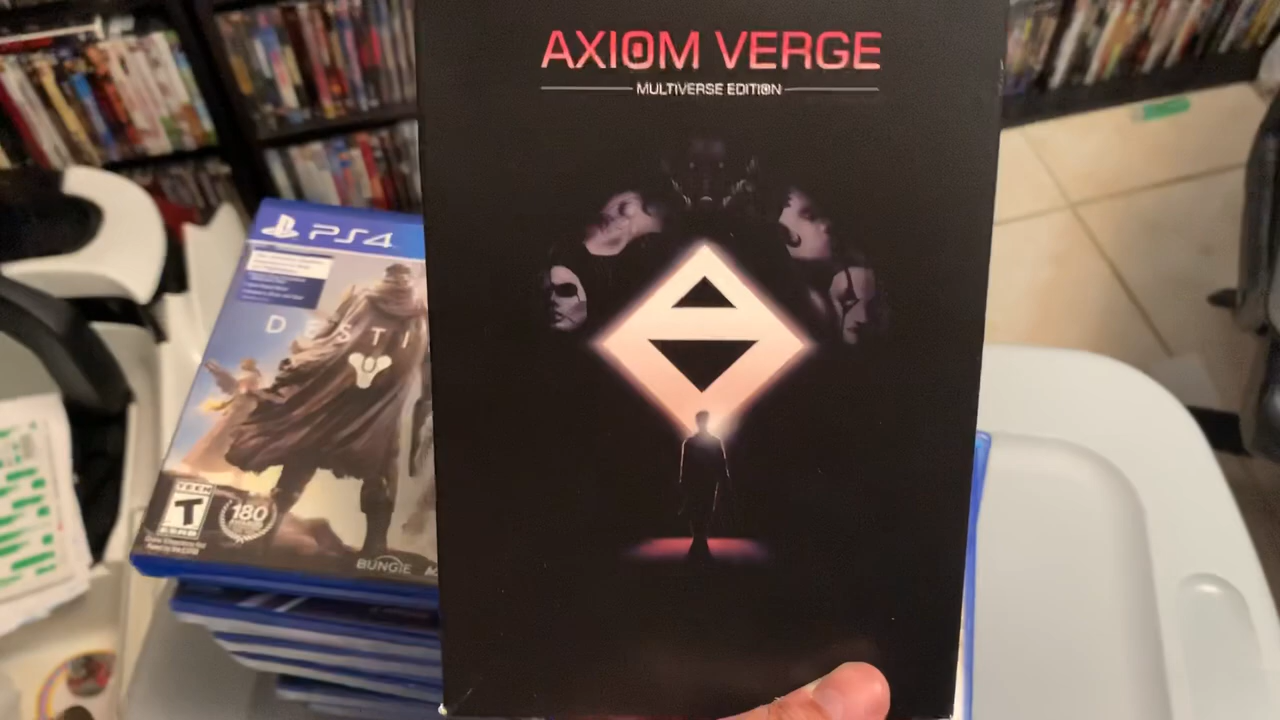 AXIOM VERGE
MULTIVERSE EDITION
PS4
DESTI
TEEN
T
ESRB
180
BUNGIE